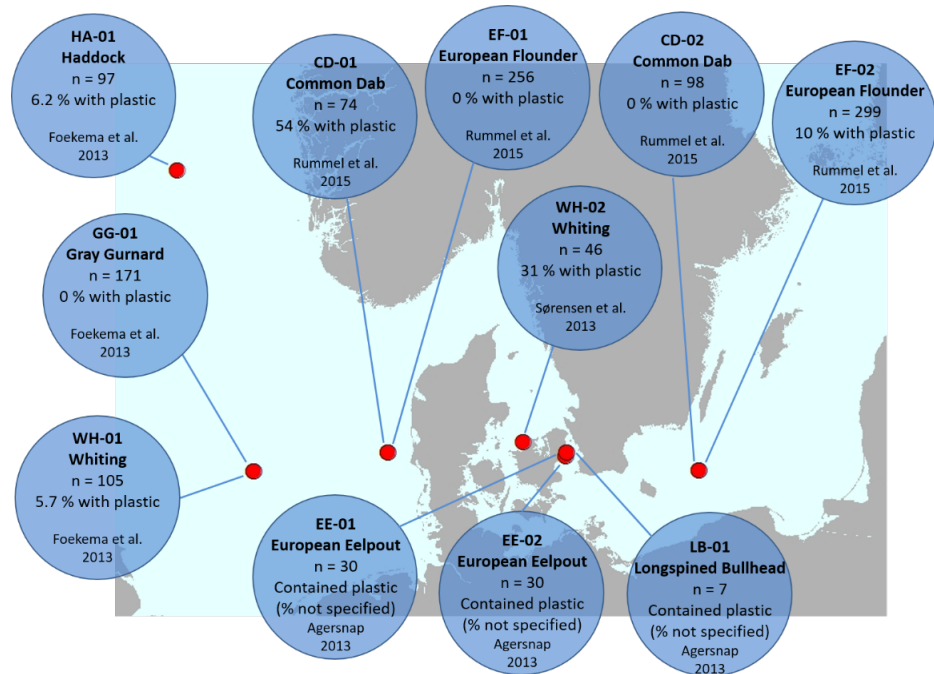 HA-01
Haddock
n = 97
6.2 % with plastic
Foekema et al.
2013
CD-01
Common Dab
n = 74
54 % with plastic
Rummel et al.
2015
EF-01
European Flounder
n = 256
0 % with plastic
Rummel et al.
2015
CD-02
Common Dab
n = 98
0 % with plastic
Rummel et al.
2015
EF-02
European Flounder
n = 299
10 % with plastic
Rummel et al.
2015
GG-01
Gray Gurnard
n = 171
0 % with plastic
Foekema et al.
2013
WH-02
Whiting
n = 46
31 % with plastic
Sørensen et al.
2013
WH-01
Whiting
n = 105
5.7 % with plastic
Foekema et al.
2013
EE-01
European Eelpout
n = 30
Contained plastic
(% not specified)
Agersnap
2013
EE-02
European Eelpout
n = 30
Contained plastic
(% not specified)
Agersnap
2013
LB-01
Longspined Bullhead
n = 7
Contained plastic
(% not specified)
Agersnap
2013